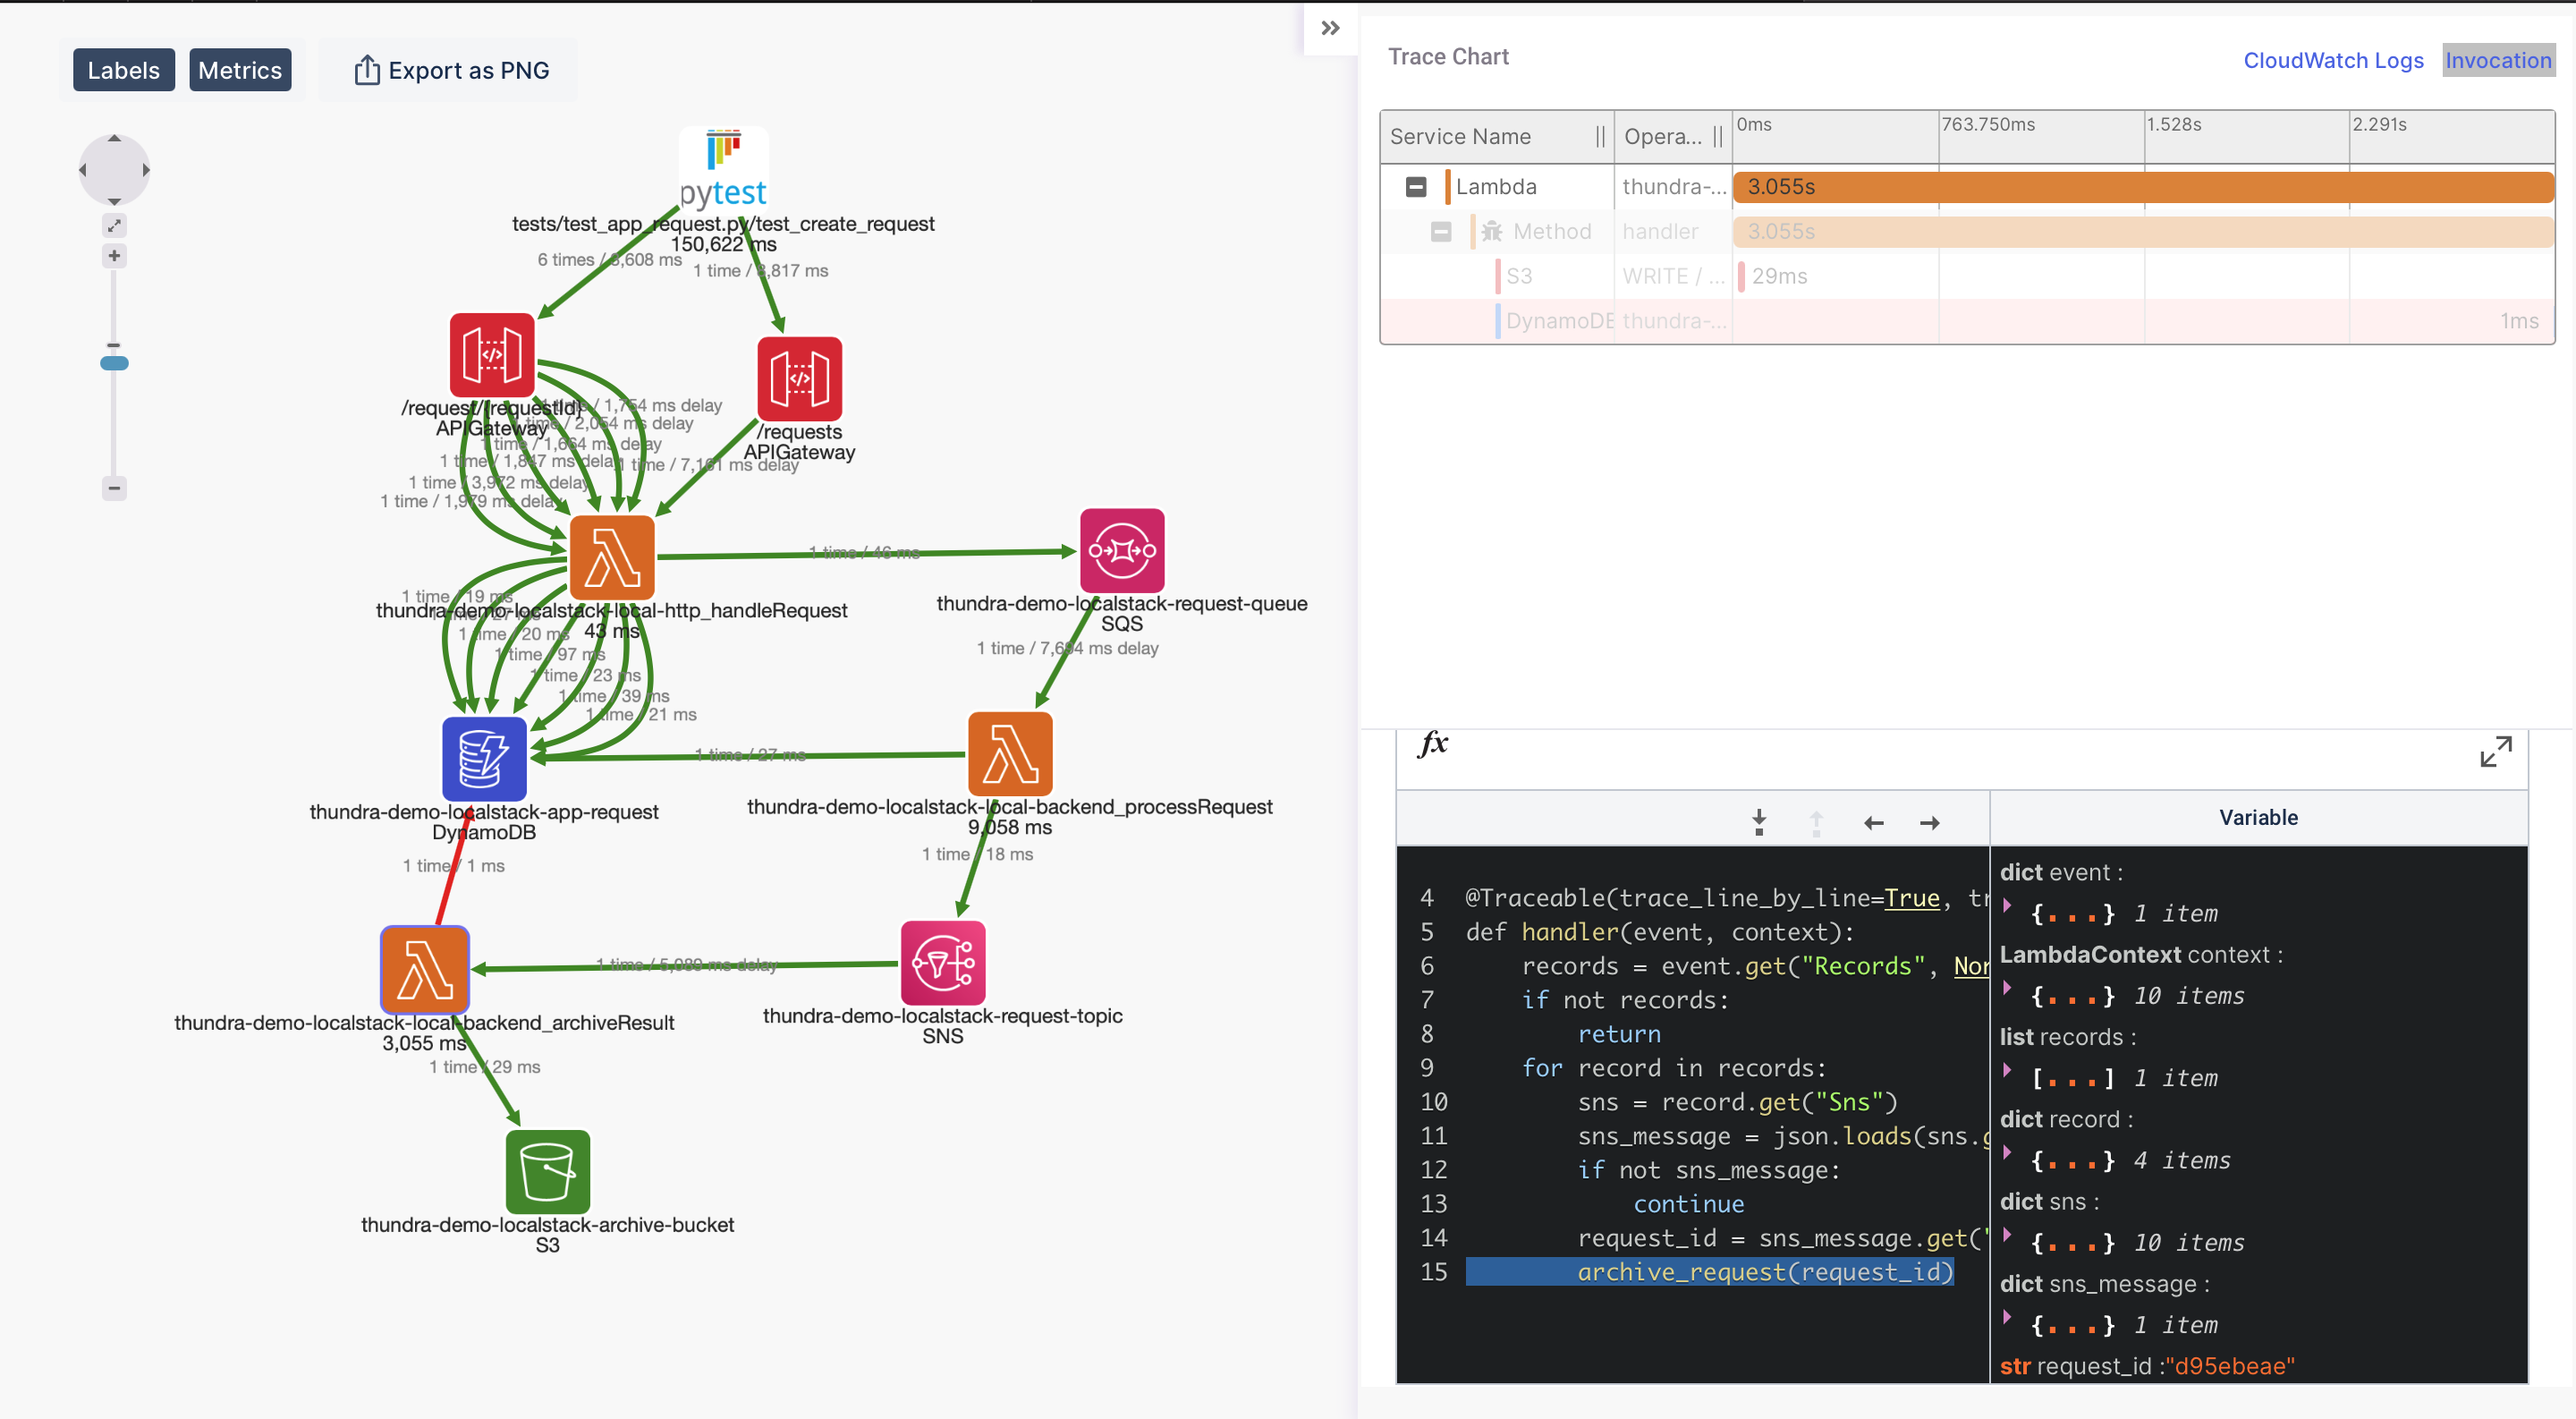 Labels
Metrics
Export as PNG
pytest
tests/test_app_request.py/test_create_request
150,622 ms
6 times /
,608 ms
1 time /
,817 ms
/request/{requestId}
APIGateway
/requests
APIGateway
1 time / 1,754 ms delay
time / 2,054 ms delay
1 time / 1,664 ms delay
1 time / 1,847 ms delay
1 time / 7,161 ms delay
1 time / 3,972 ms delay
1 time / 1,979 ms delay
1 time / 46 ms
thundra-demo-localstack-request-queue
SQS
1 time / 7,694 ms delay
1 time / 19 ms
thundra-demo-localstack-local-http_handleRequest
43 ms
1 time / 20 ms
1 time / 97 ms
1 time / 23 ms
1 time / 39 ms
1 time / 21 ms
1 time / 27 ms
thundra-demo-localstack-app-request
DynamoDB
thundra-demo-localstack-local-backend_processRequest
9,058 ms
1 time / 1 ms
1 time / 18 ms
1 time / 5,089 ms delay
thundra-demo-localstack-local-backend_archiveResult
3,055 ms
thundra-demo-localstack-request-topic
SNS
1 time / 29 ms
thundra-demo-localstack-archive-bucket
S3
Trace Chart
CloudWatch Logs
Invocation
Service Name
Opera...
0ms
763.750ms
1.528s
2.291s
Lambda
thundra-...
3.055s
Method
handler
3.055s
S3
WRITE / ...
29ms
DynamoDB
thundra-...
1ms
fx
Variable
4 @Traceable(trace_line_by_line=True, tr
5 def handler(event, context):
6 records = event.get("Records", Non
7 if not records:
8 return
9 for record in records:
10 sns = record.get("Sns")
11 sns_message = json.loads(sns.g
12 if not sns_message:
13 continue
14 request_id = sns_message.get("
15 archive_request(request_id)
dict event :
{...} 1 item
LambdaContext context :
{...} 10 items
list records :
[...] 1 item
dict record :
{...} 4 items
dict sns :
{...} 10 items
dict sns_message :
{...} 1 item
str request_id :"d95ebeae"